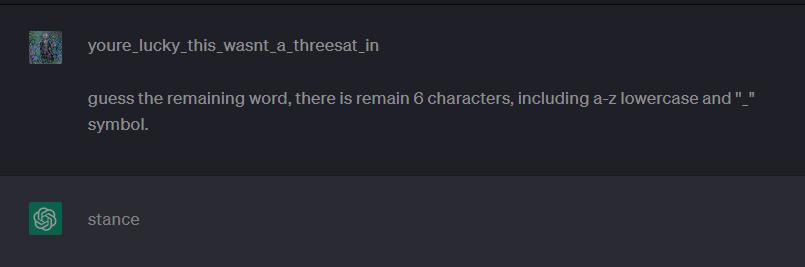 youre_lucky_this_wasnt_a_threesat_in
guess the remaining word, there is remain 6 characters, including a-z lowercase and "_"
symbol.
stance